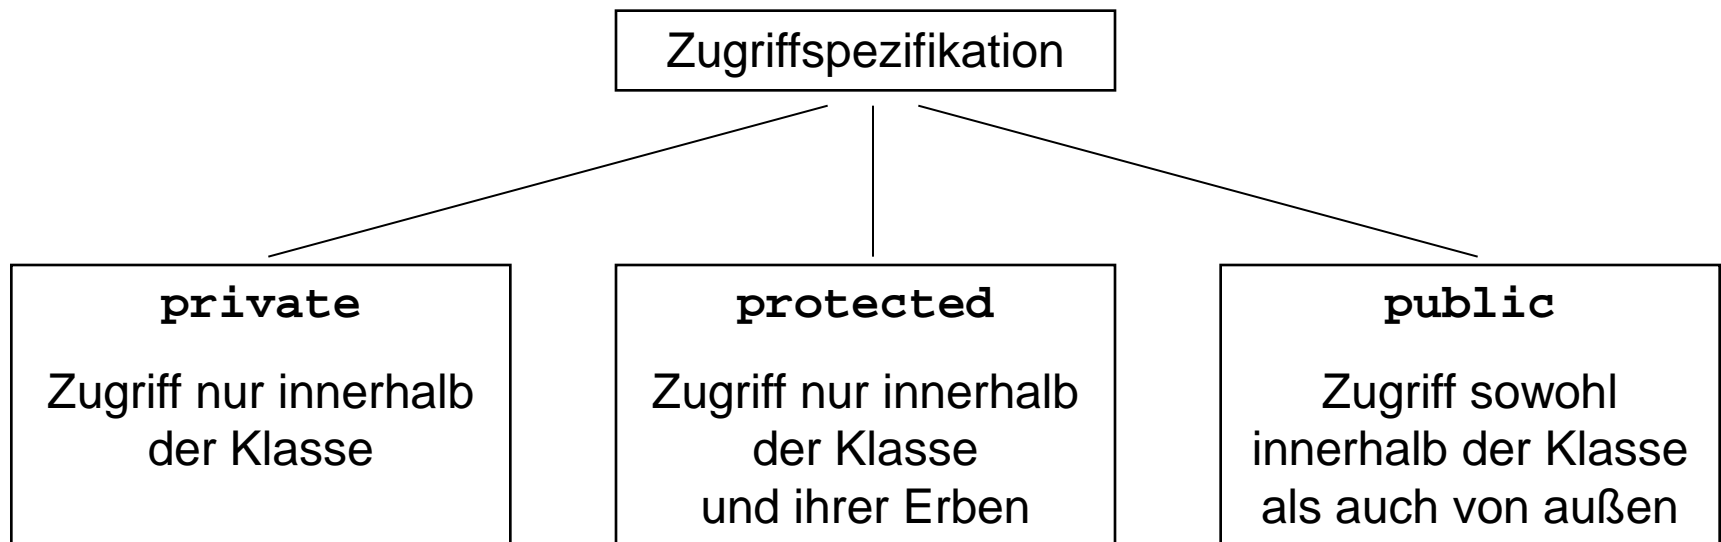 Zugriffspezifikation
private
Zugriff nur innerhalb
der Klasse
protected
Zugriff nur innerhalb
der Klasse
und ihrer Erben
public
Zugriff sowohl
innerhalb der Klasse
als auch von außen